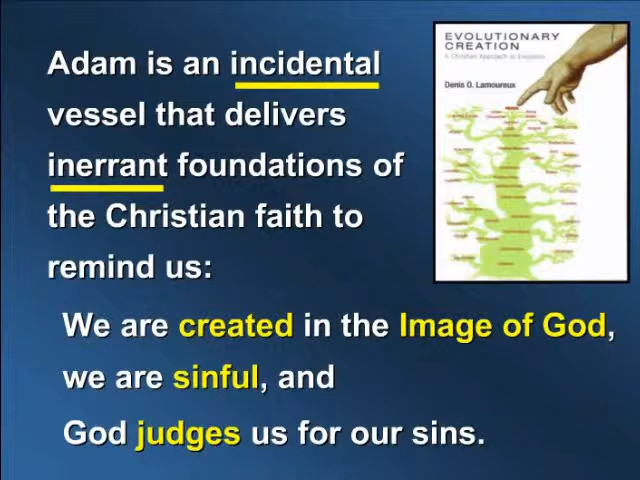 Adam is an incidental
vessel that delivers
inerrant foundations of
the Christian faith to
remind us:
We are created in the Image of God,
we are sinful, and
God judges us for our sins.
EVOLUTIONARY
CREATION
A Christian Approach to Evolution
Denis O. Lamoureux